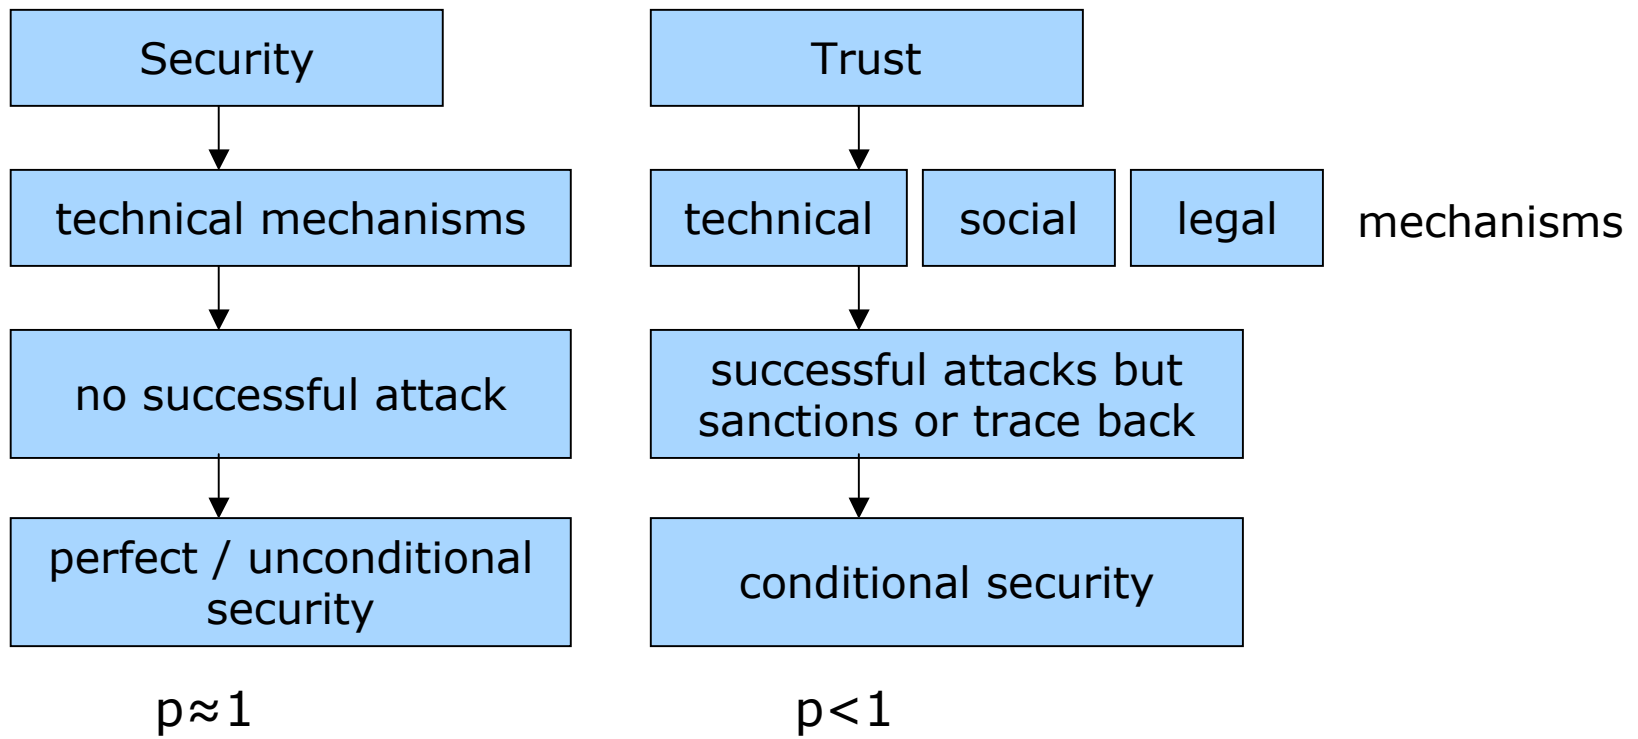 Security
technical mechanisms
no successful attack
perfect / unconditional
security
p≈1
Trust
technical
social
legal
mechanisms
successful attacks but
sanctions or trace back
conditional security
p<1